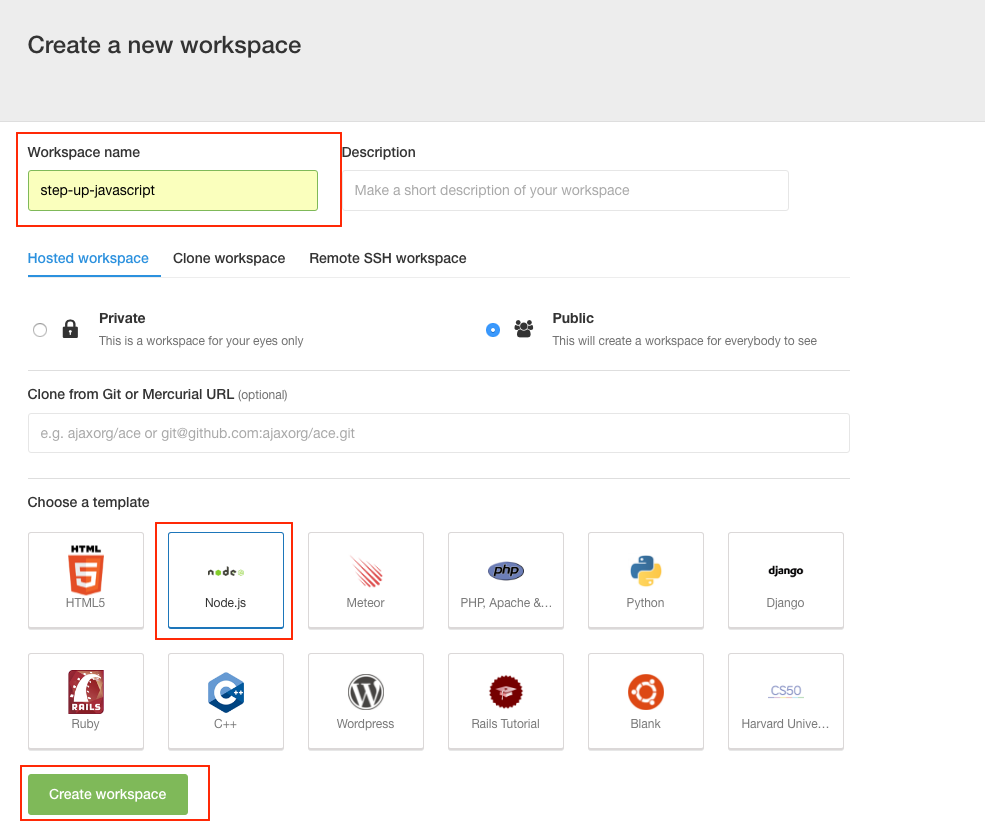 Create a new workspace
Workspace name
Description
step-up-javascript
Make a short description of your workspace
Hosted workspace Clone workspace Remote SSH workspace
Private
This is a workspace for your eyes only
Public
This will create a workspace for everybody to see
Clone from Git or Mercurial URL (optional)
e.g. ajaxorg/ace or git@github.com:ajaxorg/ace.git
Choose a template
HTML
5
HTML5
node
Node.js
Meteor
php
PHP, Apache &...
Python
django
Django
RAILS
Ruby
C++
C++
W
Wordpress
Rails Tutorial
Blank
CS50
Harvard Unive...
Create workspace